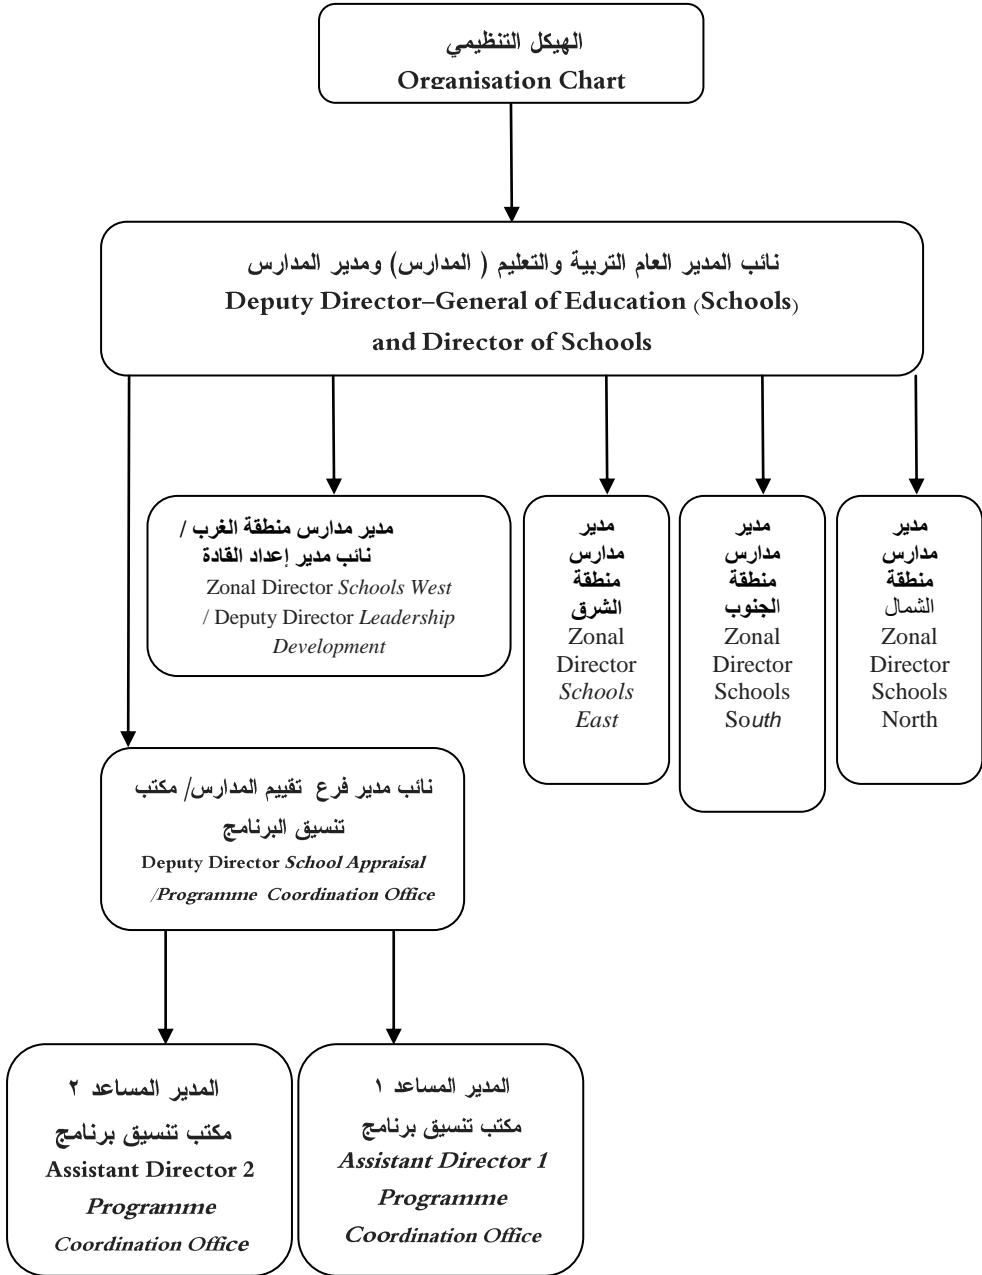 الهيكل التنظيمي
Organisation Chart
نائب المدير العام التربية والتعليم ( المدارس) ومدير المدارس
Deputy Director–General of Education (Schools)
and Director of Schools
مدير مدارس منطقة الغرب /
نائب مدير إعداد القادة
Zonal Director Schools West
/ Deputy Director Leadership
Development
مدير
مدارس
منطقة
الشرق
Zonal
Director
Schools
East
مدير
مدارس
منطقة
الجنوب
Zonal
Director
Schools
South
مدير
مدارس
منطقة
الشمال
Zonal
Director
Schools
North
نائب مدير فرع تقييم المدارس/ مكتب
تنسيق البرنامج
Deputy Director School Appraisal
/Programme Coordination Office
المدير المساعد ٢
مكتب تنسيق برنامج
Assistant Director 2
Programme
Coordination Office
المدير المساعد ١
مكتب تنسيق برنامج
Assistant Director 1
Programme
Coordination Office